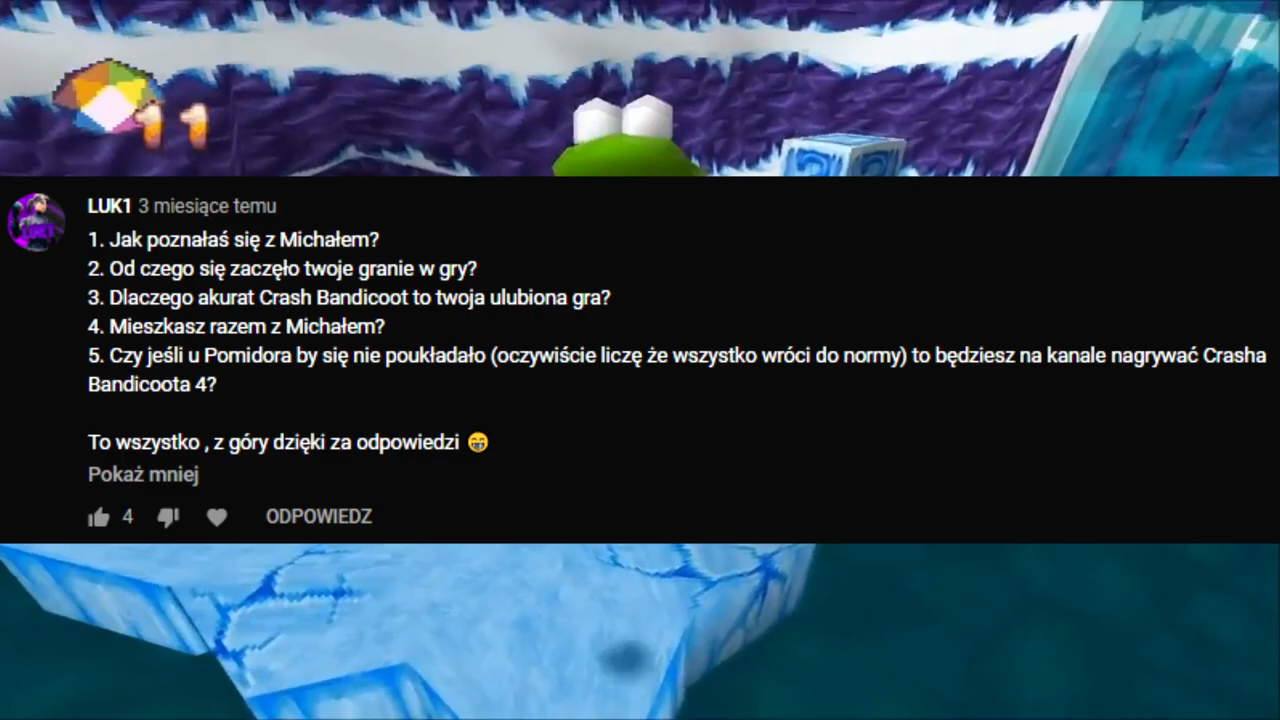 11
LUK1 3 miesiące temu
1. Jak poznałaś się z Michałem?
2. Od czego się zaczęło twoje granie w gry?
3. Dlaczego akurat Crash Bandicoot to twoja ulubiona gra?
4. Mieszkasz razem z Michałem?
5. Czy jeśli u Pomidora by się nie poukładało (oczywiście liczę że wszystko wróci do normy) to będziesz na kanale nagrywać Crasha
Bandicoota 4?
To wszystko , z góry dzięki za odpowiedzi 😁
Pokaż mniej
4 ODPOWIEDZ